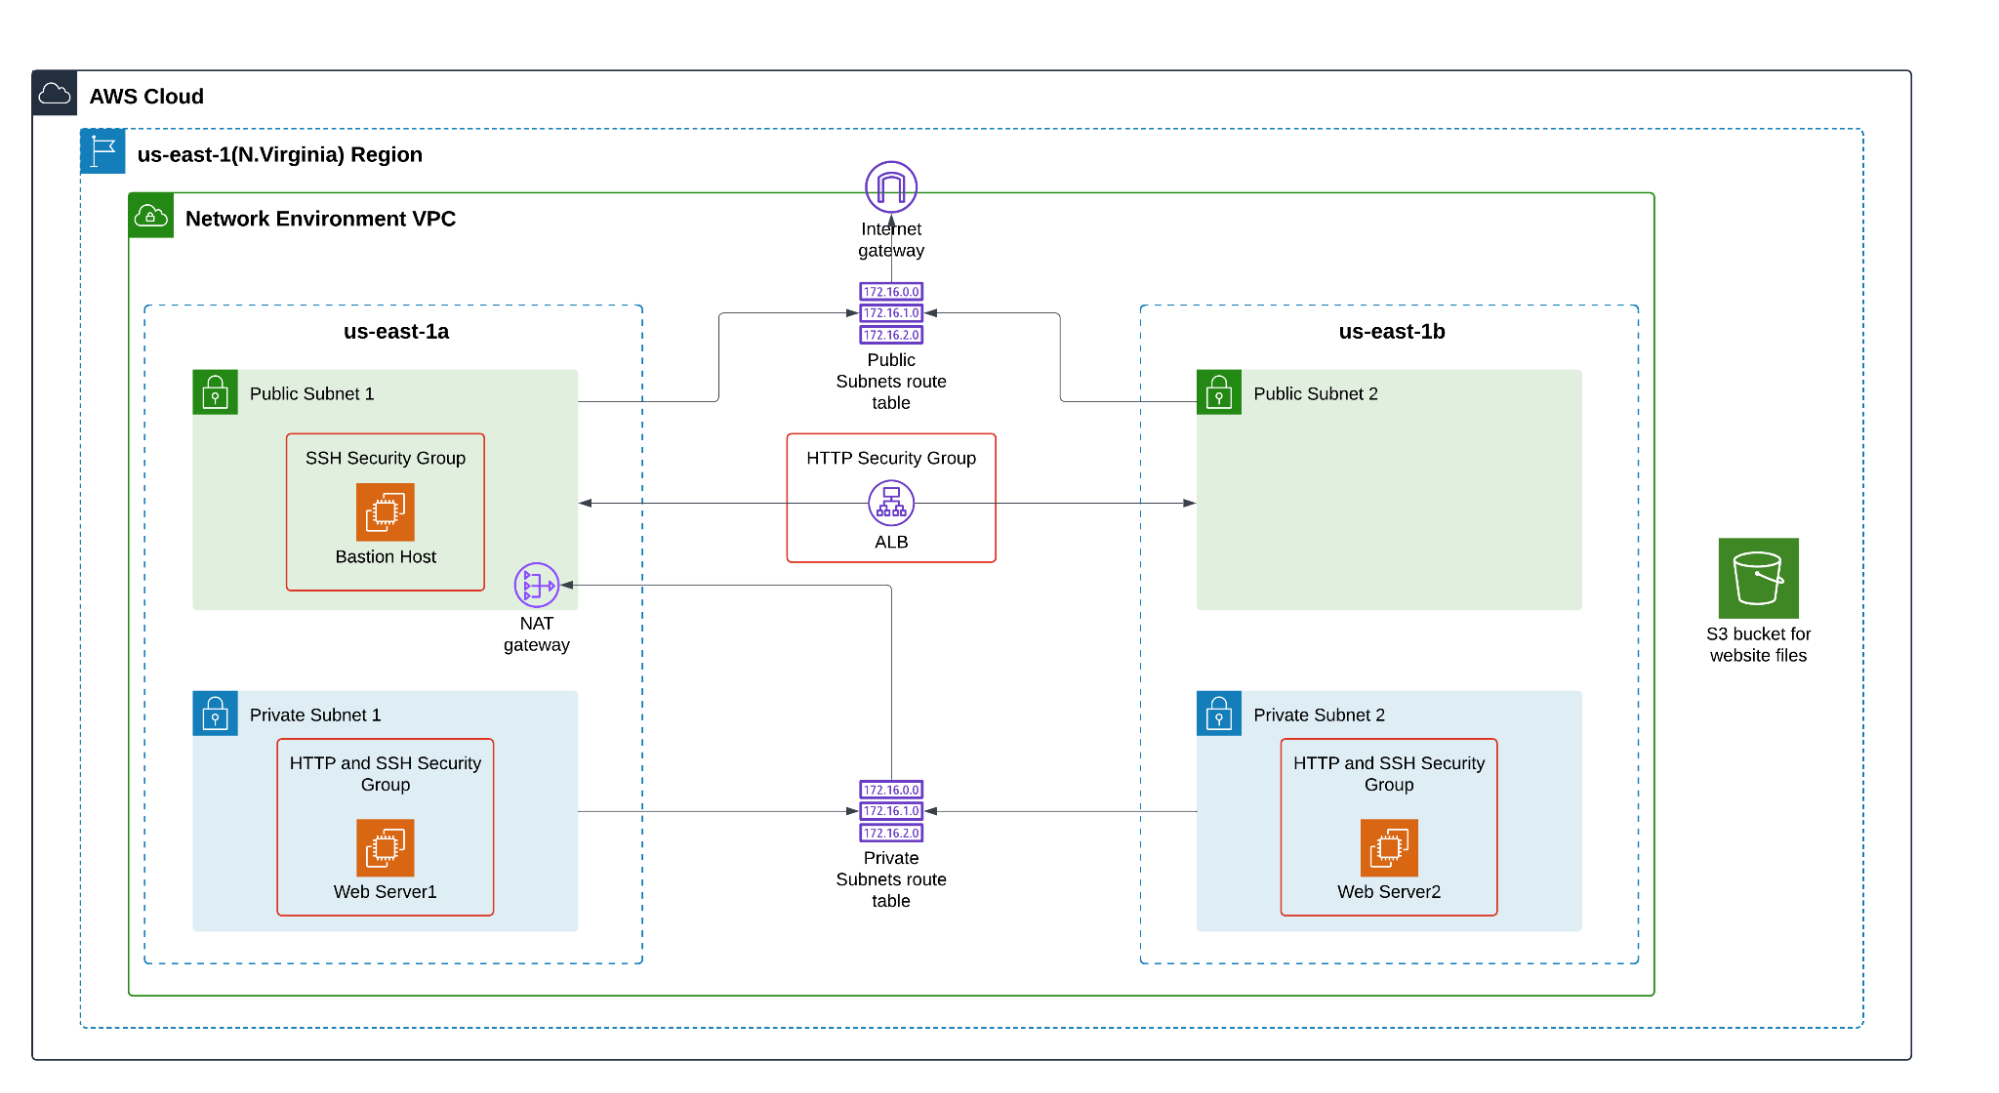 AWS Cloud
us-east-1(N.Virginia) Region
Network Environment VPC
Internet
gateway
172.16.0.0
172.16.1.0
172.16.2.0
Public
Subnets route
table
us-east-1a
us-east-1b
Public Subnet 1
Public Subnet 2
SSH Security Group
Bastion Host
HTTP Security Group
ALB
NAT
gateway
S3 bucket for
website files
Private Subnet 1
Private Subnet 2
HTTP and SSH Security
Group
Web Server1
172.16.0.0
172.16.1.0
172.16.2.0
Private
Subnets route
table
HTTP and SSH Security
Group
Web Server2